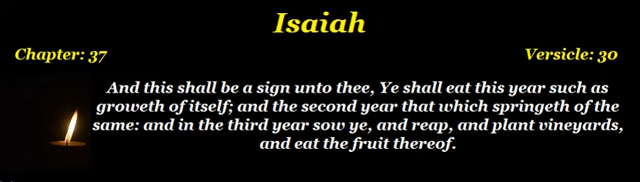 Isaiah
Chapter: 37
Versicle: 30
And this shall be a sign unto thee, Ye shall eat this year such as
groweth of itself; and the second year that which springeth of the
same: and in the third year sow ye, and reap, and plant vineyards,
and eat the fruit thereof.